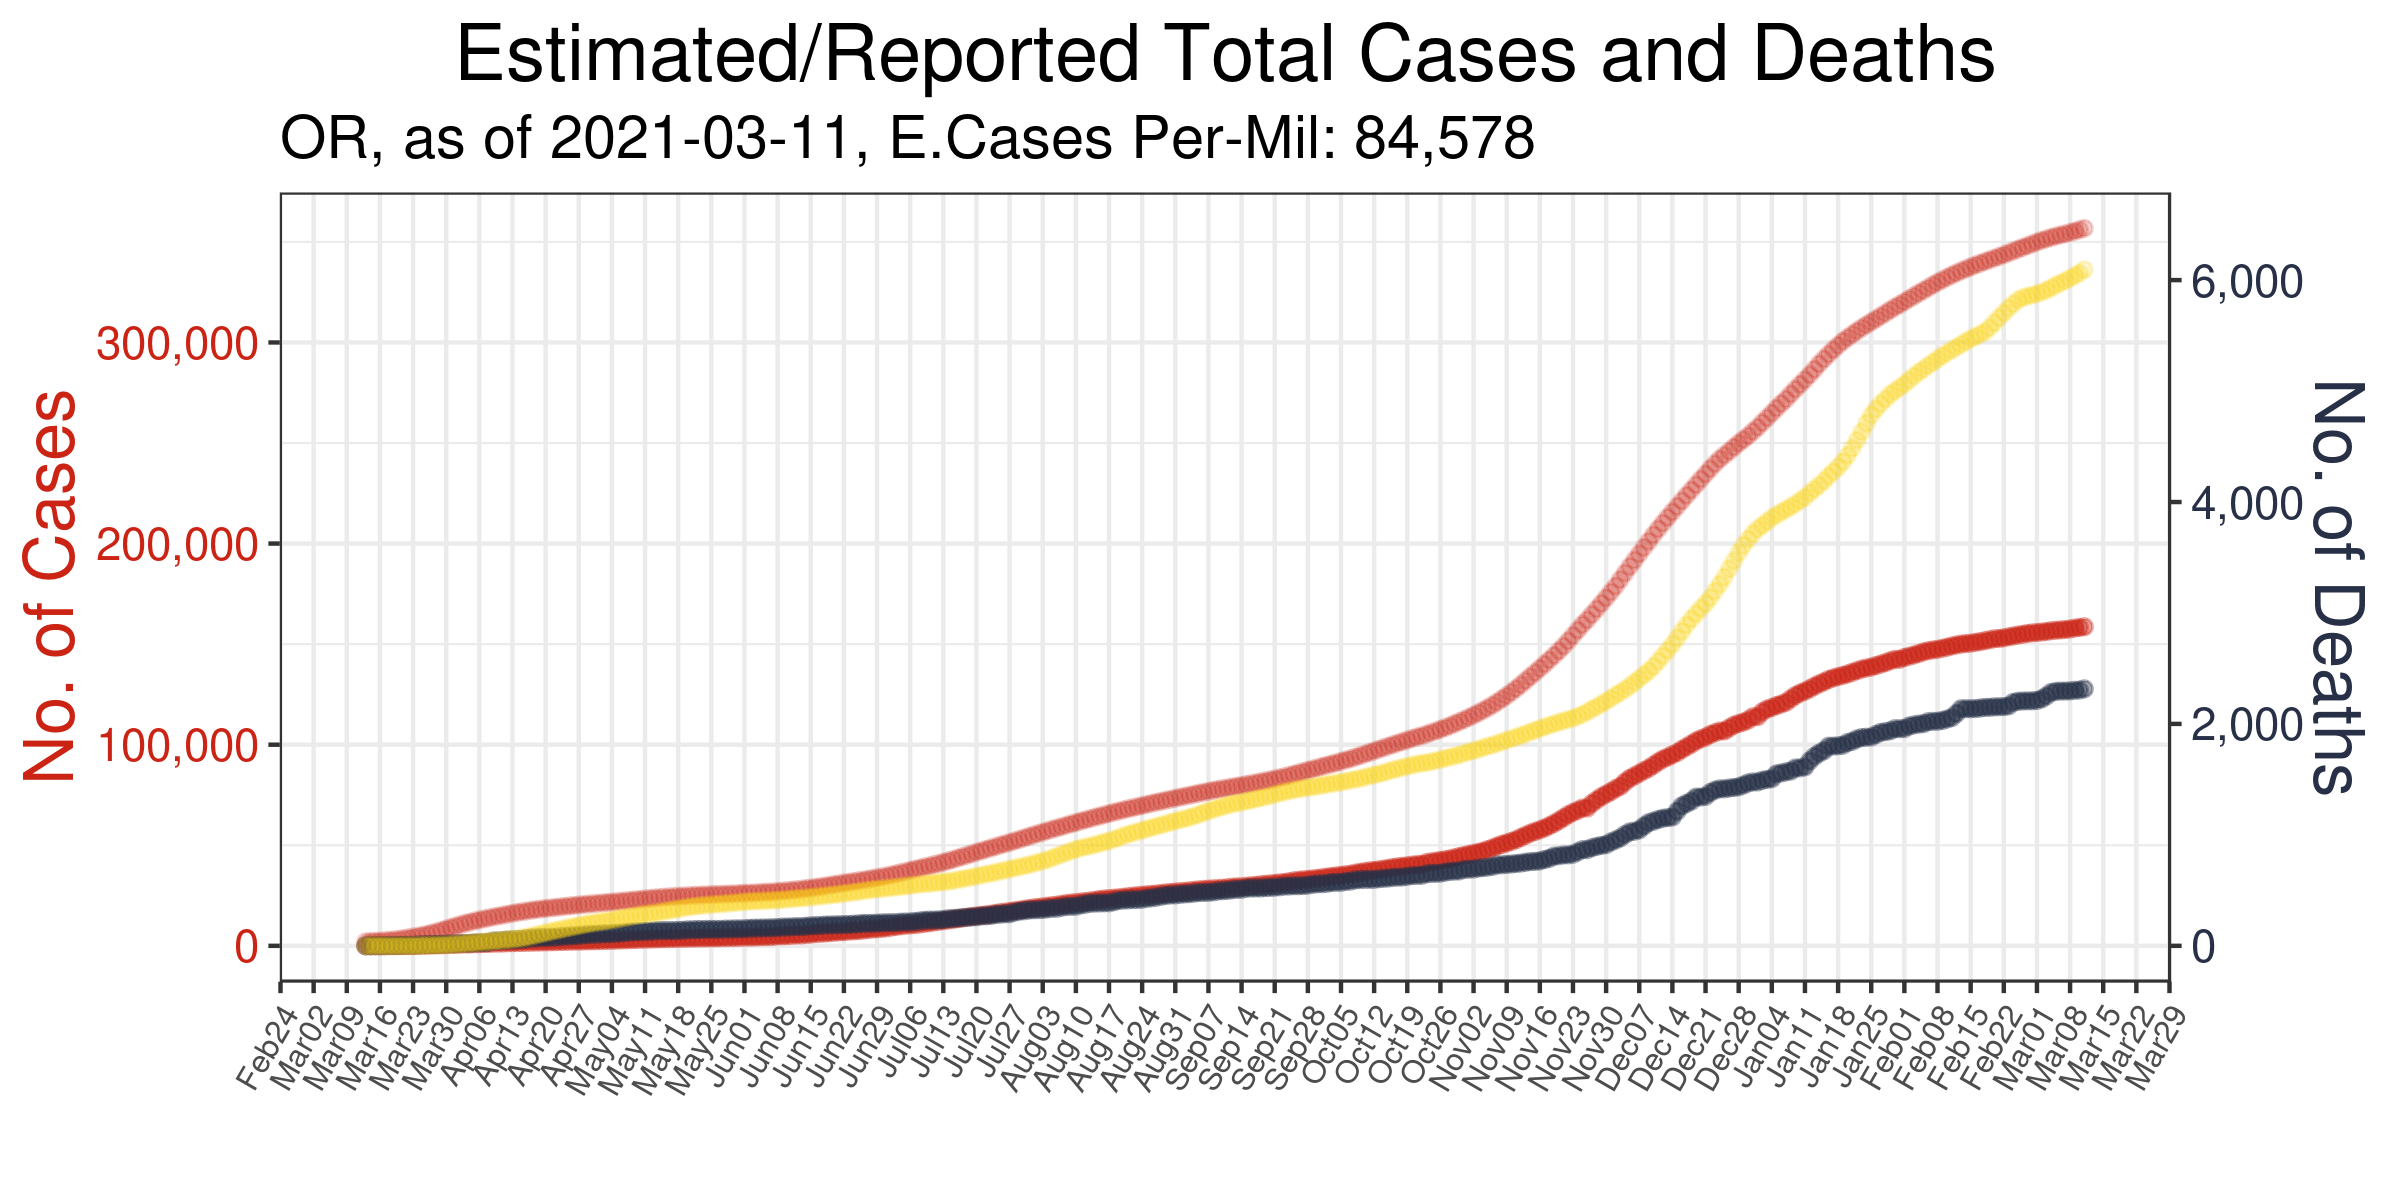 Estimated/Reported Total Cases and Deaths
OR, as of 2021-03-11, E.Cases Per-Mil: 84,578
No. of Cases
300,000
200,000
100,000
0
6,000
4,000
2,000
0
No. of Deaths
Feb24
Mar02
Mar09
Mar16
Mar23
Mar30
Apr06
Apr13
Apr20
Apr27
May04
May11
May18
May25
Jun01
Jun08
Jun15
Jun22
Jun29
Jul06
Jul13
Jul20
Jul27
Aug03
Aug10
Aug17
Aug24
Aug31
Sep07
Sep14
Sep21
Sep28
Oct05
Oct12
Oct19
Oct26
Nov02
Nov09
Nov16
Nov23
Nov30
Dec07
Dec14
Dec21
Dec28
Jan04
Jan11
Jan18
Jan25
Feb01
Feb08
Feb15
Feb22
Mar01
Mar08
Mar15
Mar22
Mar29